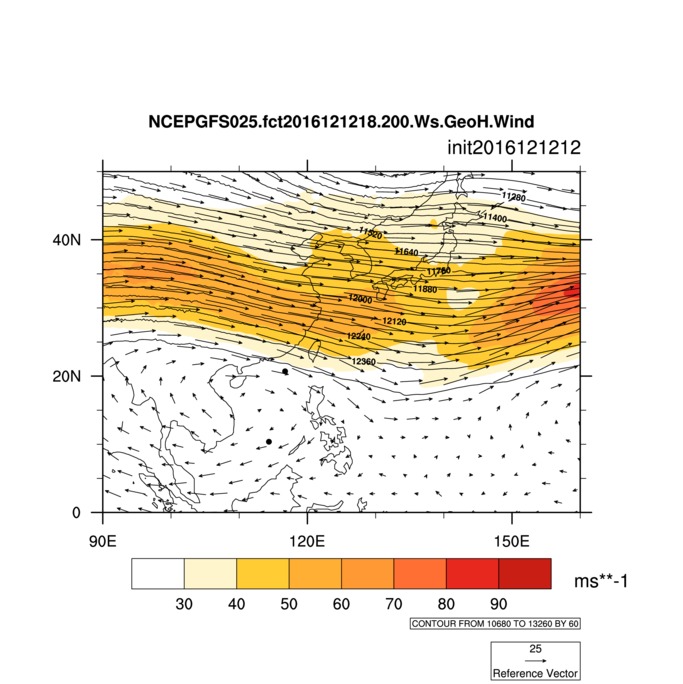 NCEPGFS025.fct2016121218.200.Ws.GeoH.Wind
init2016121212
11280
11400
11520
40N
11640
11760
11880
12000
12120
12240
12360
20N
0
90E 120E 150E
ms**-1
30 40 50 60 70 80 90
CONTOUR FROM 10680 TO 13260 BY 60
25
Reference Vector